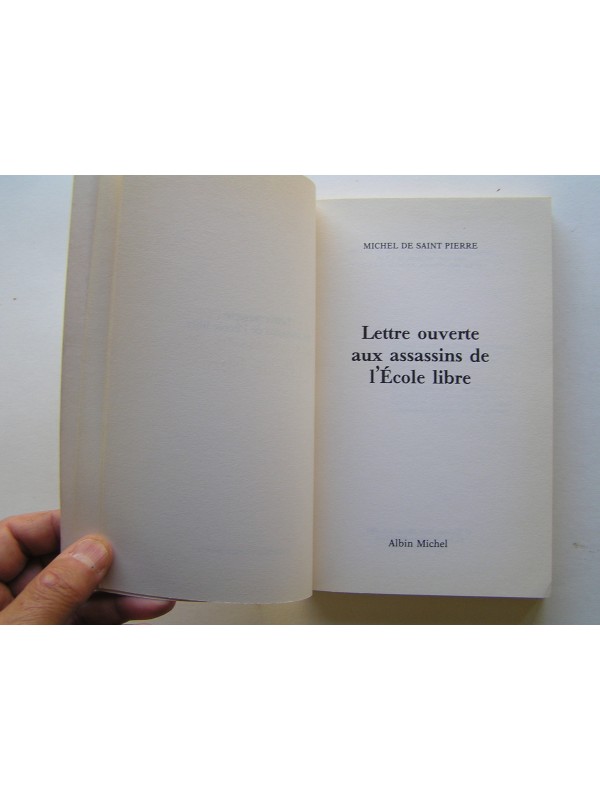 MICHEL DE SAINT PIERRE
Lettre ouverte
aux assassins de
l'École libre
Albin Michel